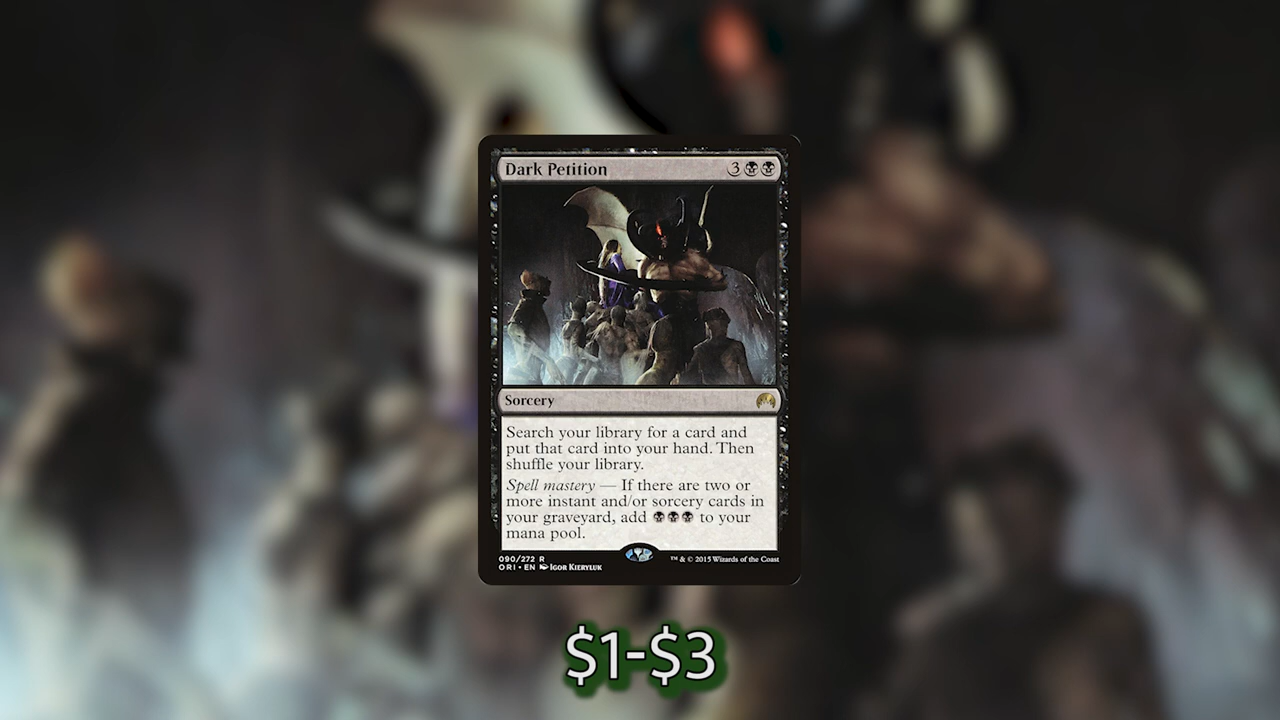 Dark Petition 3
Sorcery
Search your library for a card and
put that card into your hand. Then
shuffle your library.
Spell mastery — If there are two or
more instant and/or sorcery cards in
your graveyard, add to your
mana pool.
090/272 R
ORI • EN Igor Kieryluk
™ & © 2015 Wizards of the Coast
$1-$3